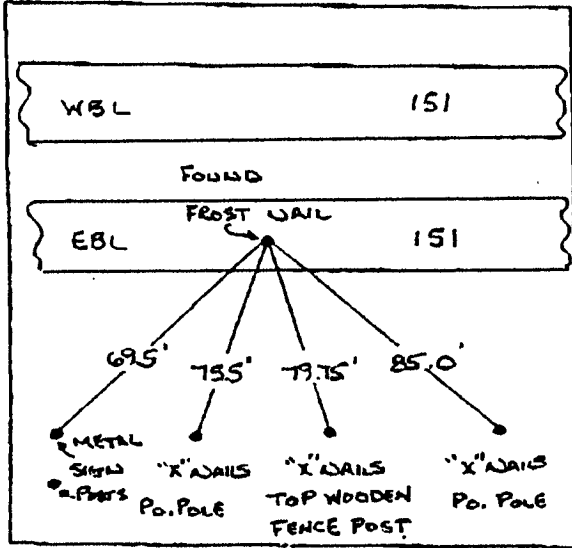 WBL 151
FOUND
FROST NAIL
EBL 151
69.5' 75.5' 79.75' 85.0'
METAL
SIGN
POSTS
"X" NAILS
PO. POLE
"X" NAILS
TOP WOODEN
FENCE POST
"X" NAILS
PO. POLE